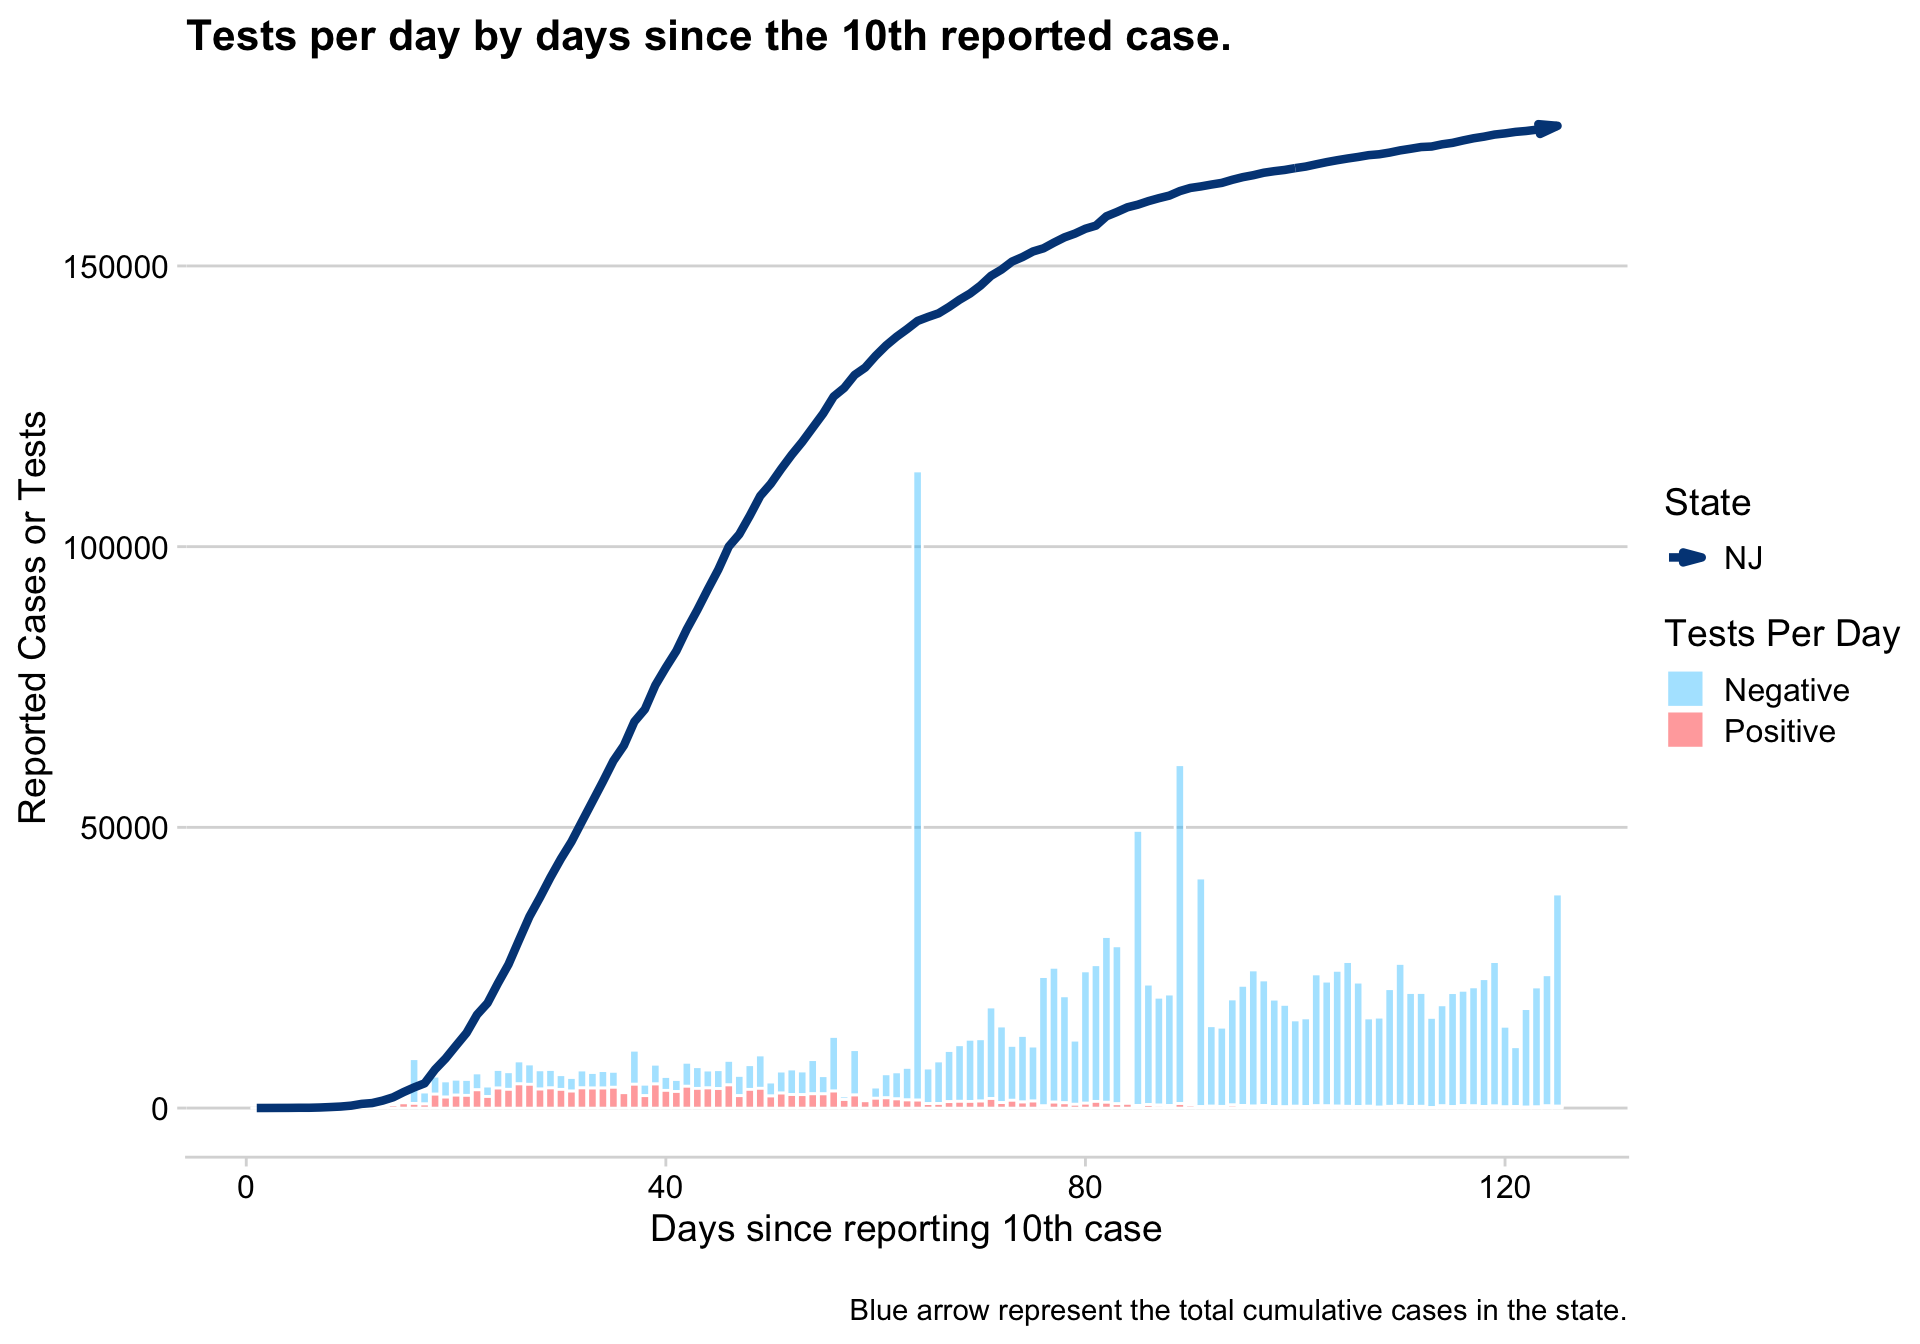 Tests per day by days since the 10th reported case.
Reported Cases or Tests
150000
100000
50000
0
0
40
80
120
Days since reporting 10th case
State
NJ
Tests Per Day
Negative
Positive
Blue arrow represent the total cumulative cases in the state.